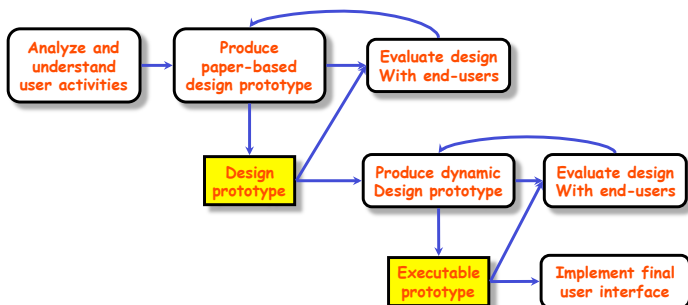 Analyze and
understand
user activities
Produce
paper-based
design prototype
Evaluate design
With end-users
Design
prototype
Produce dynamic
Design prototype
Evaluate design
With end-users
Executable
prototype
Implement final
user interface